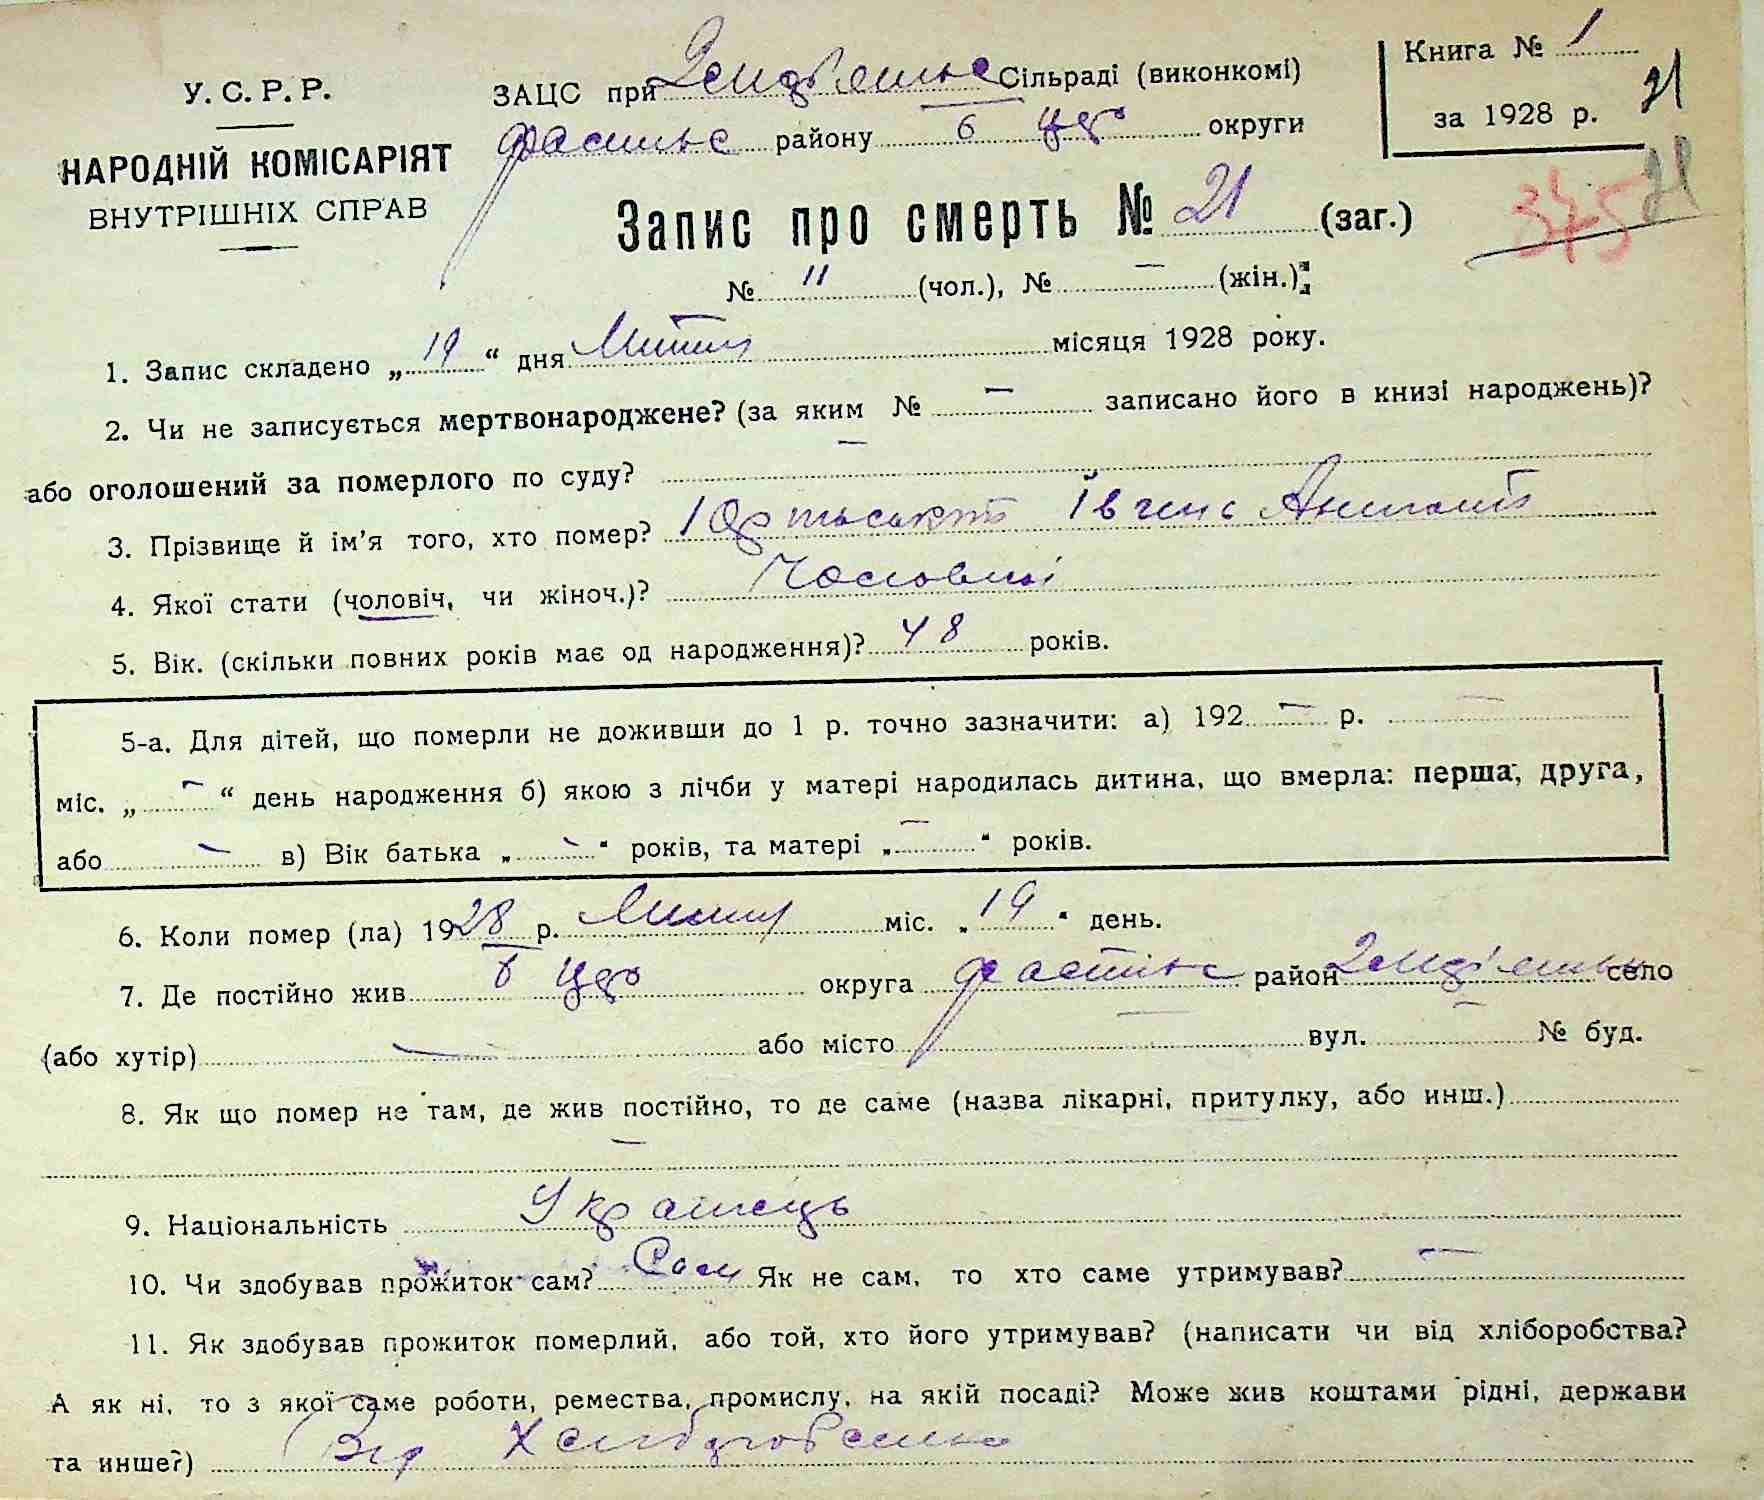 У. С. Р. Р.
НАРОДНІЙ КОМІСАРІЯТ
ВНУТРІШНІХ СПРАВ
ЗАЦС при Сільраді (виконкомі)
району округи
Книга № 1
за 1928 р.
21
21
345
Запис про смерть № 21 (заг.)
№ 11 (чол.), № — (жін.)
1. Запис складено „ 19 “ дня місяця 1928 року.
2. Чи не записується мертвонароджене? (за яким № — записано його в книзі народжень)?
або оголошений за померлого по суду? —
3. Прізвище й ім’я того, хто помер?
4. Якої стати (чоловіч, чи жіноч.)? Чоловічої
5. Вік. (скільки повних років має од народження)? 48 років.
5-а. Для дітей, що померли не доживши до 1 р. точно зазначити: а) 192 — р. —
міс. „ — “ день народження б) якою з лічби у матері народилась дитина, що вмерла: перша, друга,
або — в) Вік батька „ — “ років, та матері „ — “ років.
6. Коли помер (ла) 1928 р. міс. „ 19 “ день.
7. Де постійно жив округа район село
(або хутір) — або місто — вул. — № буд.
8. Як що помер не там, де жив постійно, то де саме (назва лікарні, притулку, або инш.)
—
9. Національність Українець
10. Чи здобував прожиток сам? Сам Як не сам, то хто саме утримував? —
11. Як здобував прожиток померлий, або той, хто його утримував? (написати чи від хліборобства?
А як ні, то з якої саме роботи, ремества, промислу, на якій посаді? Може жив коштами рідні, держави
та инше?) Від